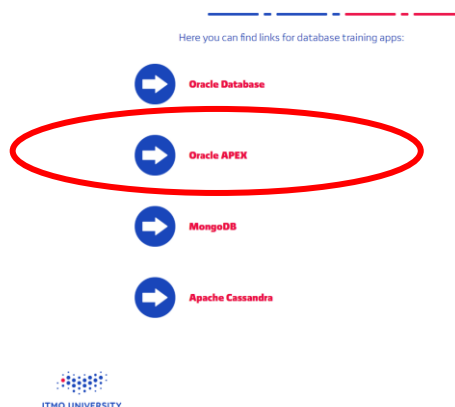 Here you can find links for database training apps:
Oracle Database
Oracle APEX
MongoDB
Apache Cassandra
ITMO UNIVERSITY